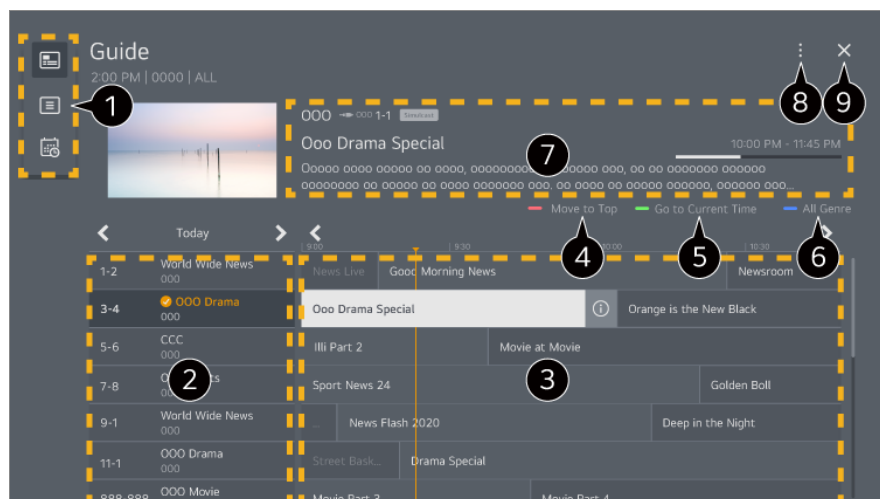 Guide
2:00 PM | 0000 | ALL
1
8
9
OOO 000 1-1 Simulcast
Ooo Drama Special
7
10:00 PM - 11:45 PM
Move to Top
Go to Current Time
All Genre
4
5
6
Today
9:00
9:30
10:00
10:30
1-2 World Wide News
000
News Live
Good Morning News
Newsroom
3-4 OOO Drama
000
Ooo Drama Special
Orange is the New Black
5-6 CCC
000
Illi Part 2
Movie at Movie
7-8
2
Sport News 24
3
Golden Boll
9-1 World Wide News
000
...
News Flash 2020
Deep in the Night
11-1 OOO Drama
000
Street Bask...
Drama Special
888-888 OOO Movie
Movie Part 3
Movie Part 4